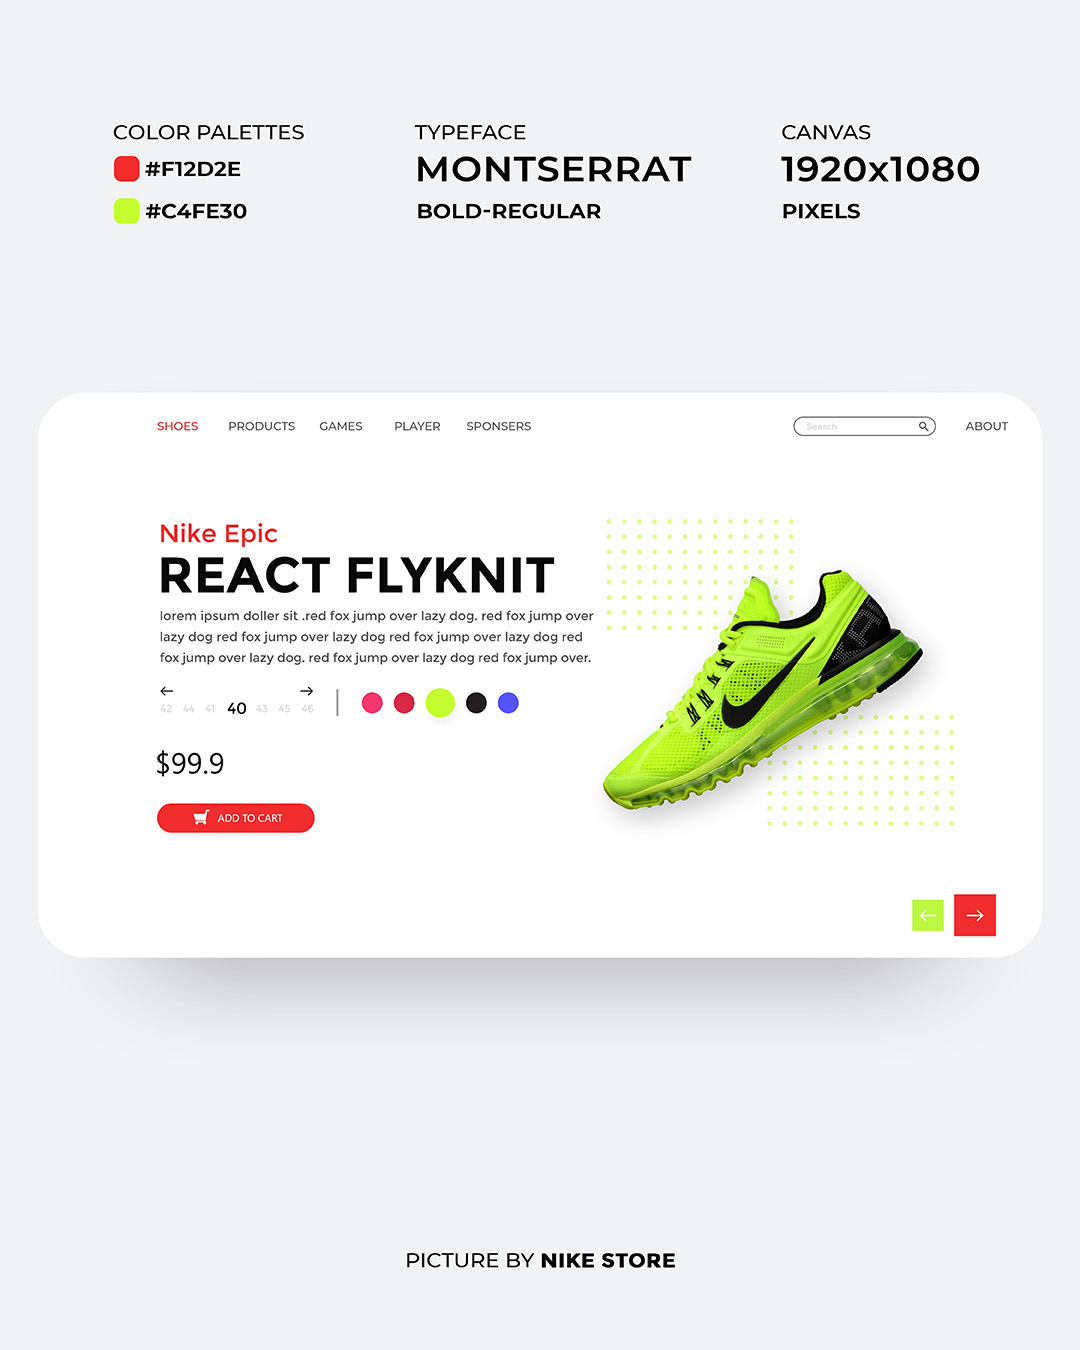 COLOR PALETTES
#F12D2E
#C4FE30
TYPEFACE
MONTSERRAT
BOLD-REGULAR
CANVAS
1920x1080
PIXELS
SHOES PRODUCTS GAMES PLAYER SPONSERS Search ABOUT
Nike Epic
REACT FLYKNIT
lorem ipsum doller sit .red fox jump over lazy dog. red fox jump over
lazy dog red fox jump over lazy dog red fox jump over lazy dog red
fox jump over lazy dog. red fox jump over lazy dog red fox jump over.
42 44 41 40 43 45 46
$99.9
ADD TO CART
PICTURE BY NIKE STORE